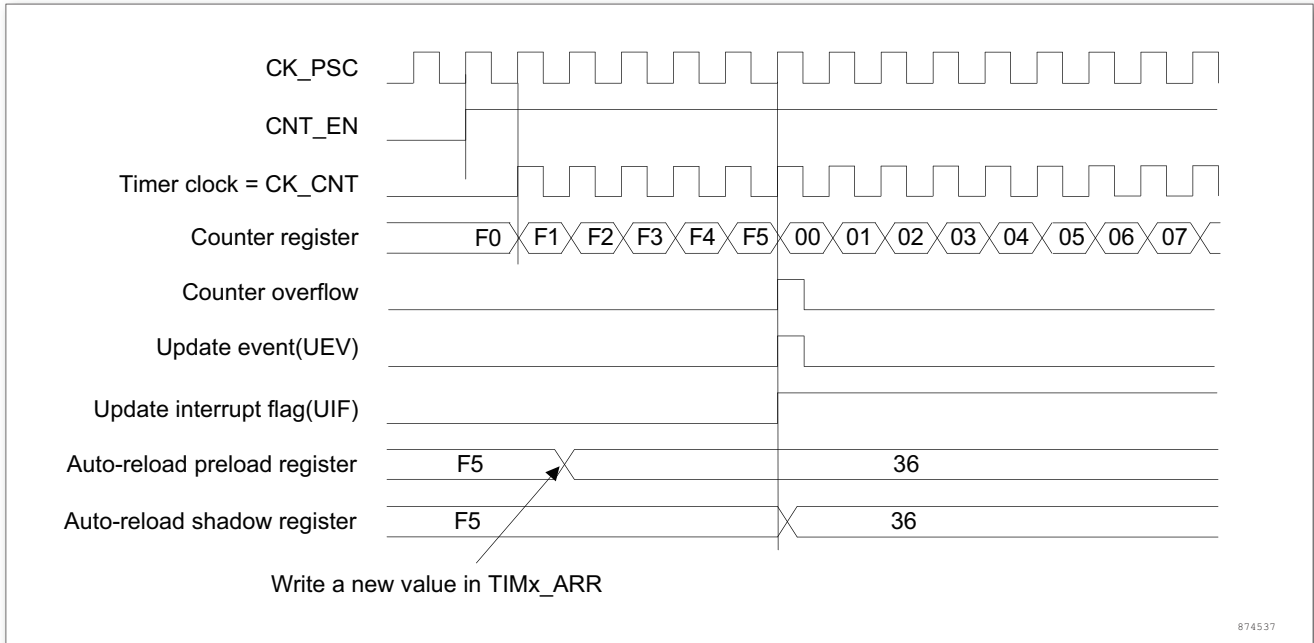 CK_PSC
CNT_EN
Timer clock = CK_CNT
Counter register F0 F1 F2 F3 F4 F5 00 01 02 03 04 05 06 07
Counter overflow
Update event(UEV)
Update interrupt flag(UIF)
Auto-reload preload register F5 36
Auto-reload shadow register F5 36
Write a new value in TIMx_ARR
874537